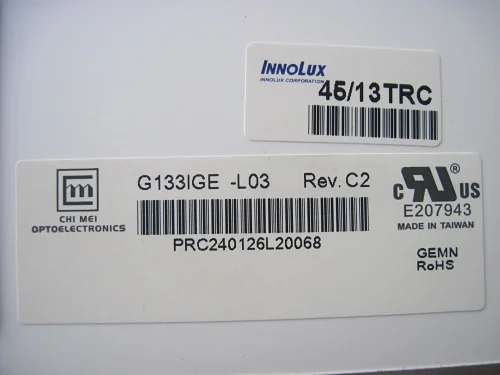 INNOLUX
INNOLUX CORPORATION
45/13TRC
CHI MEI
OPTOELECTRONICS
G133IGE -L03 Rev. C2
PRC240126L20068
C RU ® US
E207943
MADE IN TAIWAN
GEMN
RoHS